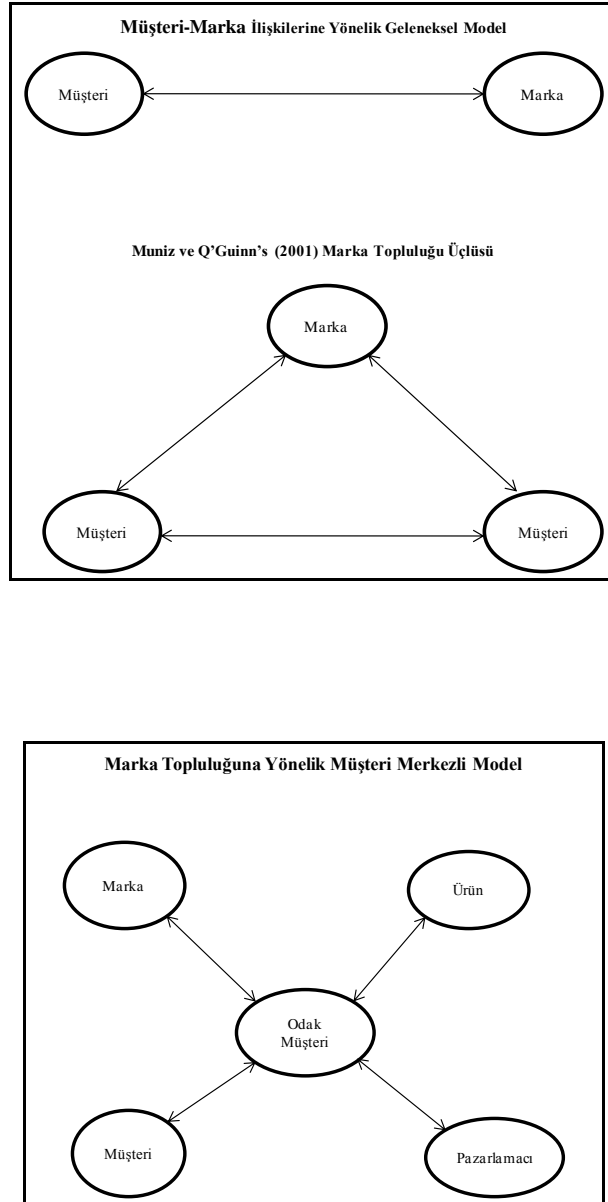 Müşteri-Marka İlişkilerine Yönelik Geleneksel Model
Müşteri
Marka
Muniz ve Q’Guinn’s (2001) Marka Topluluğu Üçlüsü
Marka
Müşteri
Müşteri
Marka Topluluğuna Yönelik Müşteri Merkezli Model
Marka
Ürün
Odak
Müşteri
Müşteri
Pazarlamacı